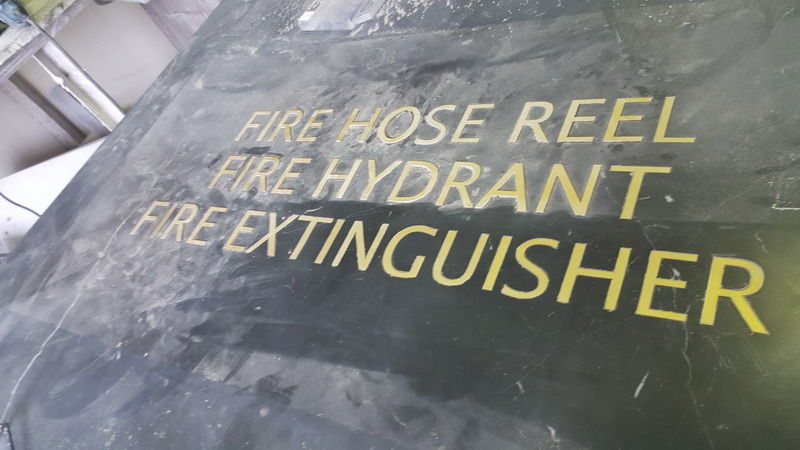 FIRE HOSE REEL
FIRE HYDRANT
FIRE EXTINGUISHER